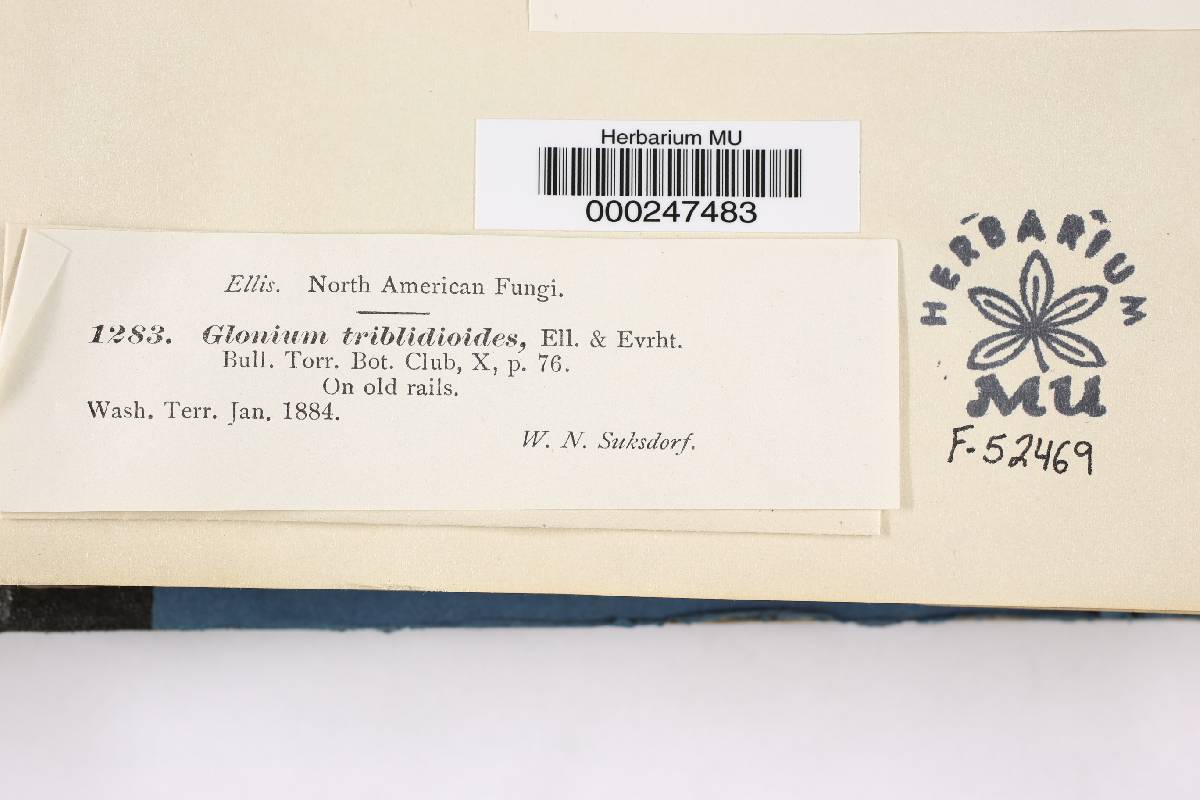 Herbarium MU
000247483
HERBARIUM
MU
F-52469
Ellis. North American Fungi.
1283. Glonium triblidioides, Ell. & Evrht.
Bull. Torr. Bot. Club, X, p. 76.
On old rails.
Wash. Terr. Jan. 1884.
W. N. Suksdorf.